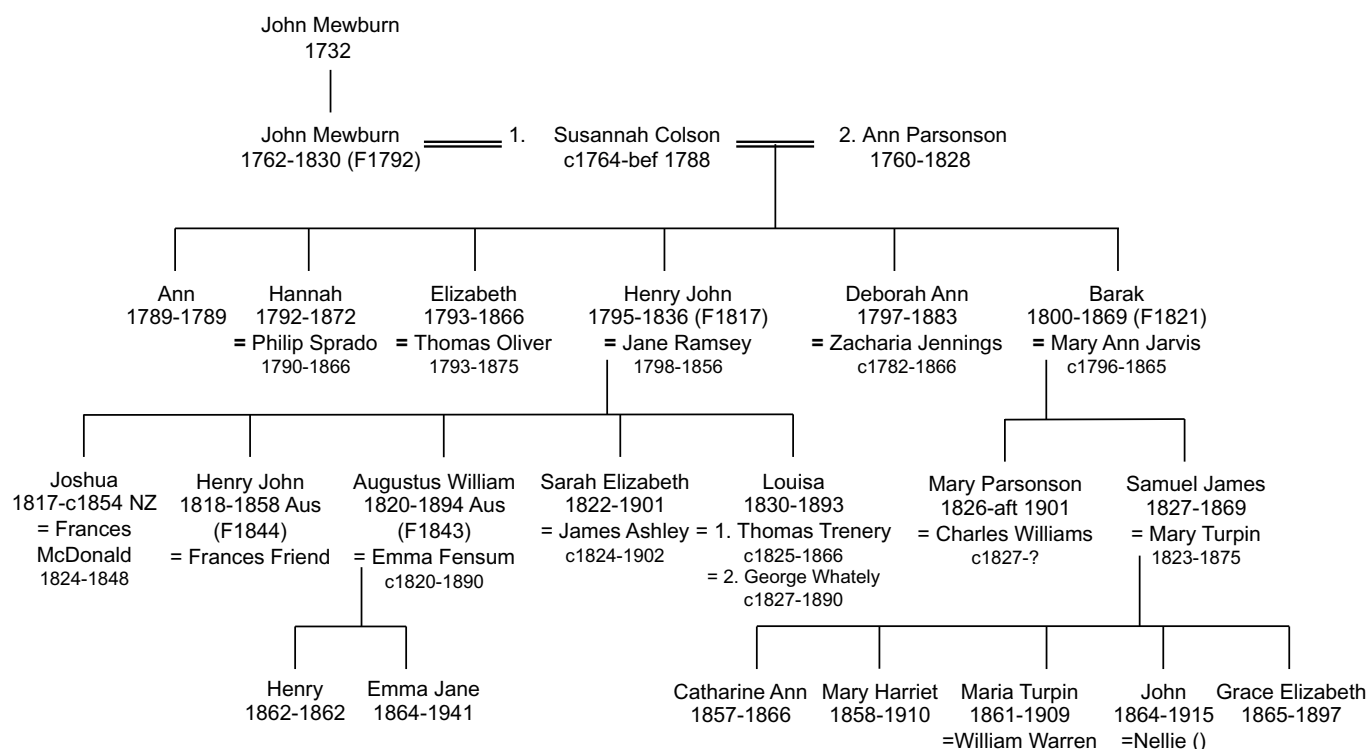 John Mewburn
1732
John Mewburn
1762-1830 (F1792)
1.
Susannah Colson
c1764-bef 1788
2. Ann Parsonson
1760-1828
Ann
1789-1789
Hannah
1792-1872
= Philip Sprado
1790-1866
Elizabeth
1793-1866
= Thomas Oliver
1793-1875
Henry John
1795-1836 (F1817)
= Jane Ramsey
1798-1856
Deborah Ann
1797-1883
= Zacharia Jennings
c1782-1866
Barak
1800-1869 (F1821)
= Mary Ann Jarvis
c1796-1865
Joshua
1817-c1854 NZ
= Frances
McDonald
1824-1848
Henry John
1818-1858 Aus
(F1844)
= Frances Friend
Augustus William
1820-1894 Aus
(F1843)
= Emma Fensum
c1820-1890
Sarah Elizabeth
1822-1901
= James Ashley
c1824-1902
Louisa
1830-1893
= 1. Thomas Trenery
c1825-1866
= 2. George Whately
c1827-1890
Mary Parsonson
1826-aft 1901
= Charles Williams
c1827-?
Samuel James
1827-1869
= Mary Turpin
1823-1875
Henry
1862-1862
Emma Jane
1864-1941
Catharine Ann
1857-1866
Mary Harriet
1858-1910
Maria Turpin
1861-1909
=William Warren
John
1864-1915
=Nellie ()
Grace Elizabeth
1865-1897